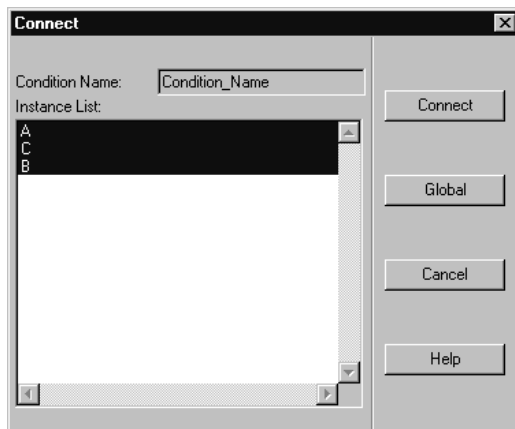 Connect
Condition Name: Condition_Name
Instance List:
A
C
B
Connect
Global
Cancel
Help